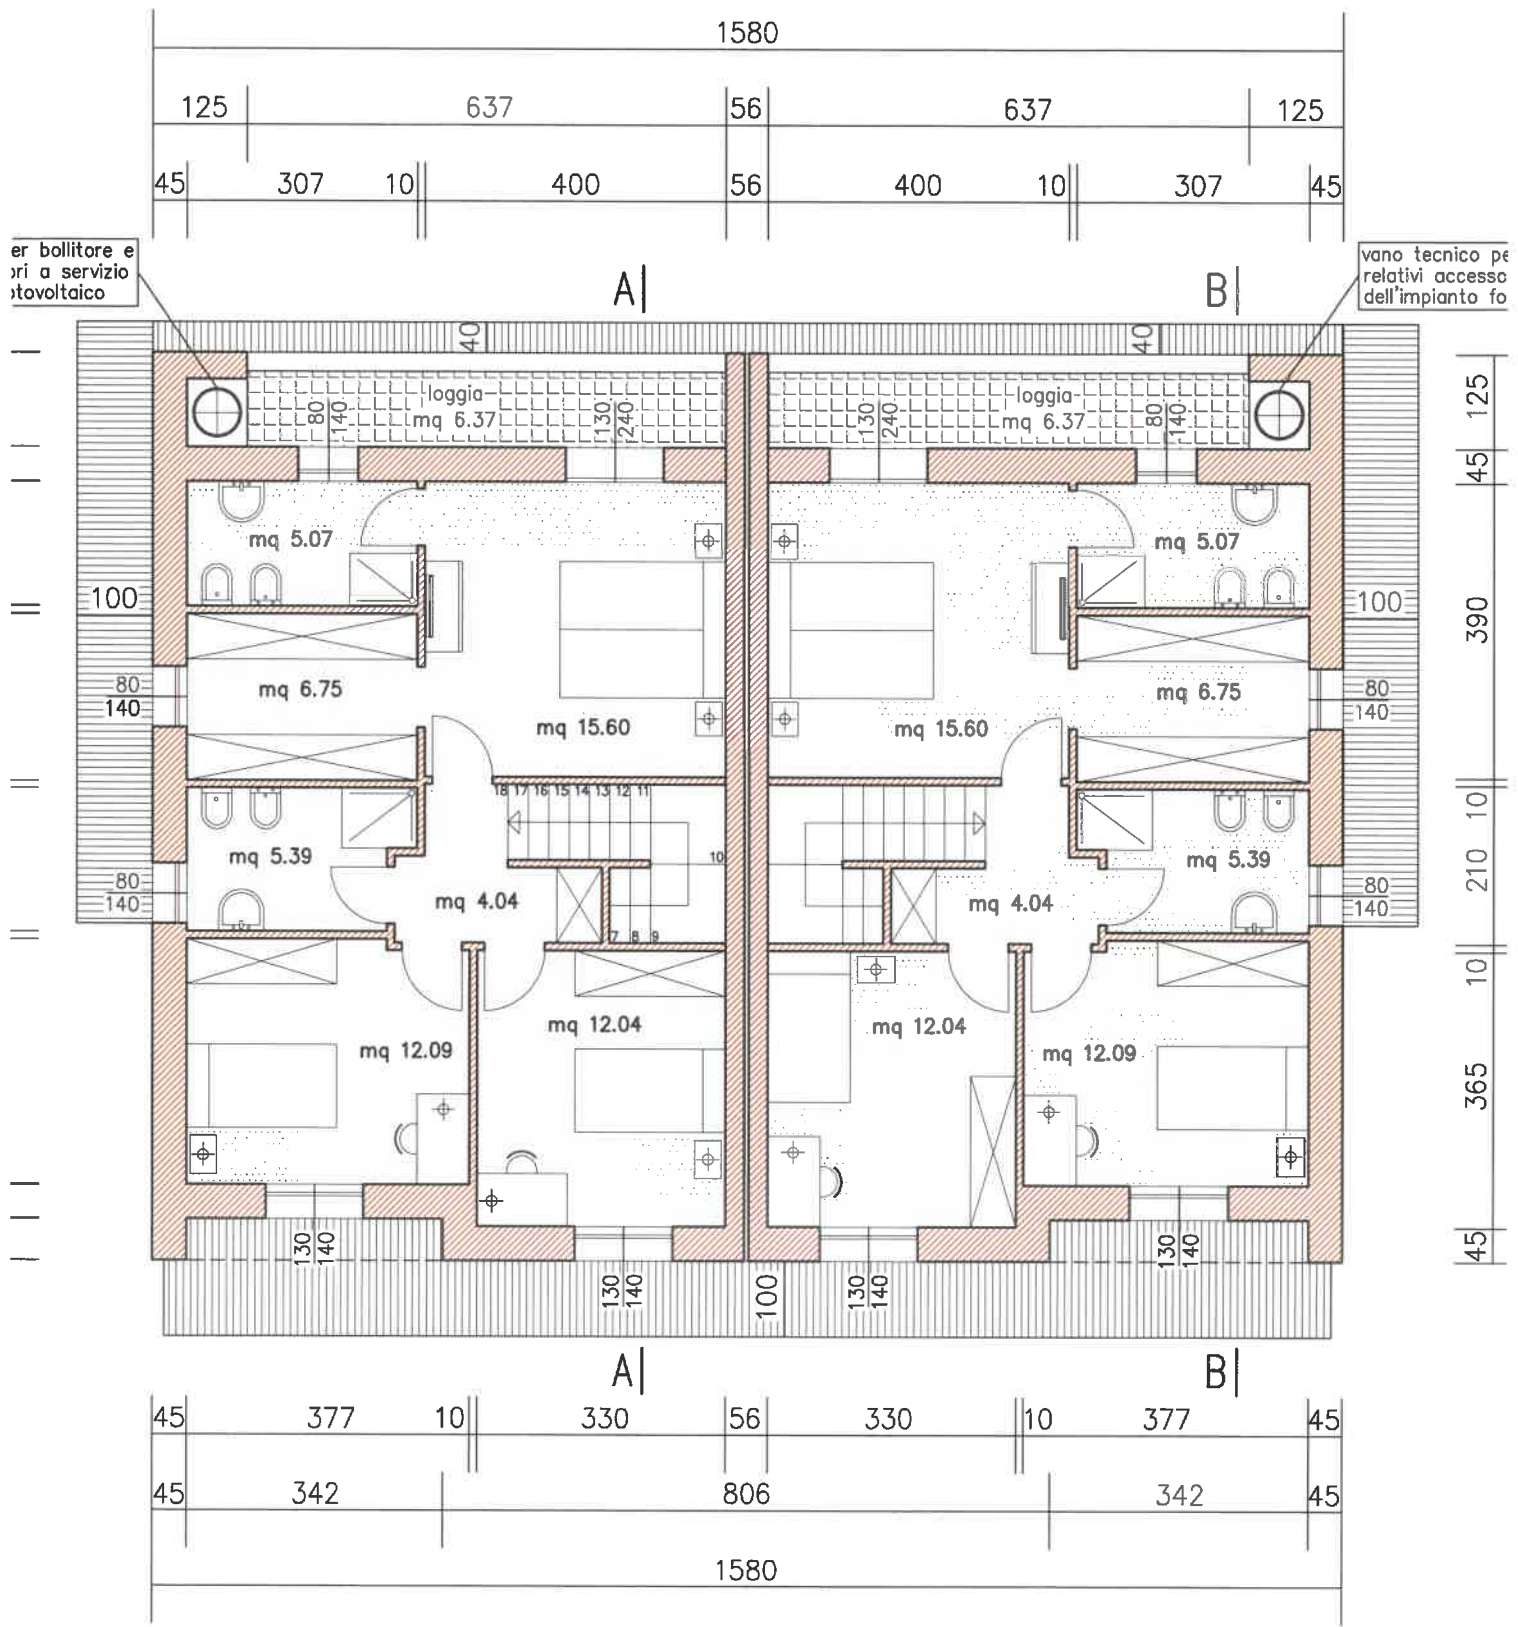 1580
125 637 56 637 125
45 307 10 400 56 400 10 307 45
er bollitore e
ori a servizio
otovoltaico
A
B
vano tecnico pe
relativi accesso
dell'impianto fo
40
40
loggia
mq 6.37
80
140
130
240
loggia
mq 6.37
130
240
80
140
125
45
mq 5.07
mq 5.07
100
100
390
80
140
mq 6.75
mq 15.60
mq 15.60
mq 6.75
80
140
18 17 16 15 14 13 12 11
10
10
mq 5.39
mq 5.39
80
140
mq 4.04
mq 4.04
80
140
210
7 8 9
10
mq 12.09
mq 12.04
mq 12.04
mq 12.09
365
130
140
130
140
100
130
140
130
140
45
A
B
45 377 10 330 56 330 10 377 45
45 342 806 342 45
1580